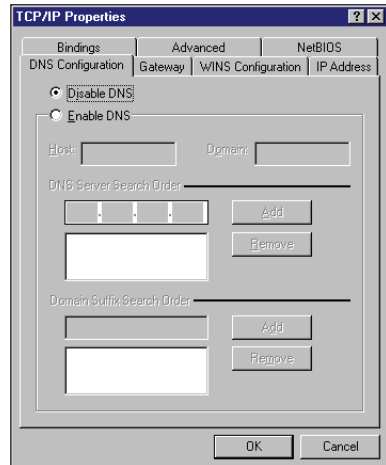 TCP/IP Properties
Bindings Advanced NetBIOS
DNS Configuration Gateway WINS Configuration IP Address
Disable DNS
Enable DNS
Host: Domain:
DNS Server Search Order
Add
Remove
Domain Suffix Search Order
Add
Remove
OK Cancel